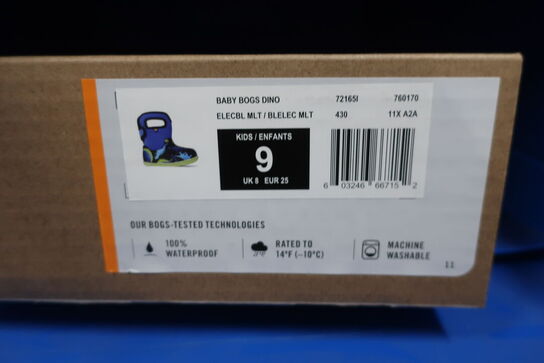 BABY BOGS DINO 72165I 760170
ELECBL MLT / BLELEC MLT 430 11X A2A
KIDS / ENFANTS
9
UK 8 EUR 25
6 03246 66715 2
OUR BOGS-TESTED TECHNOLOGIES
100% WATERPROOF
RATED TO 14°F (–10°C)
MACHINE WASHABLE
11